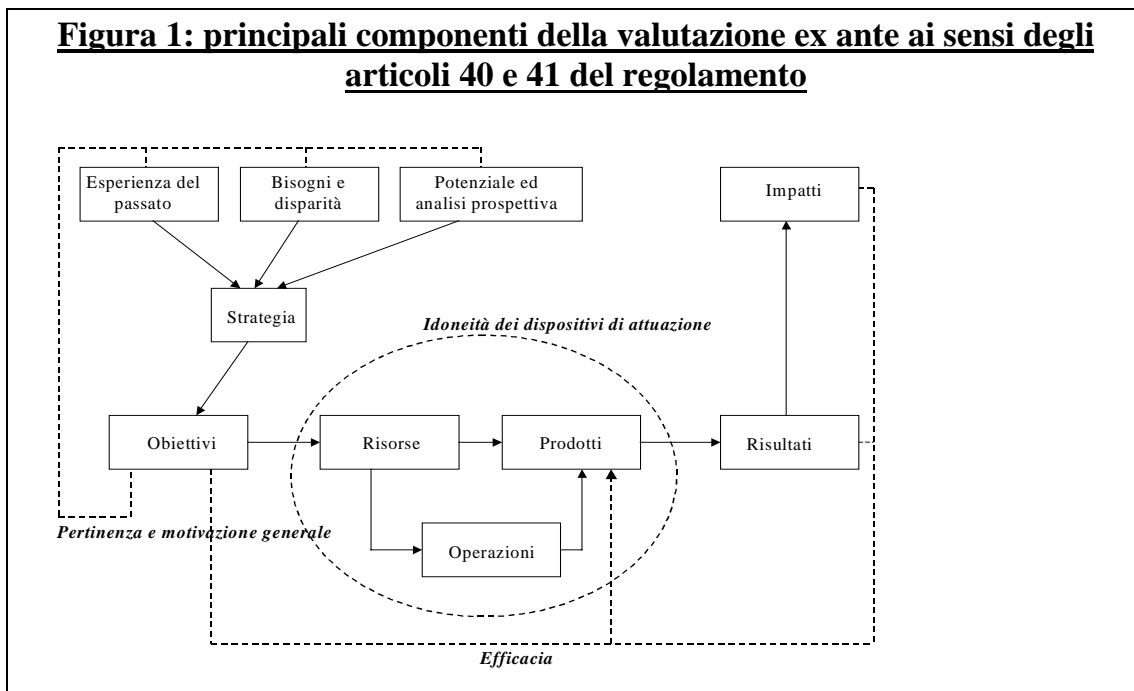 Figura 1: principali componenti della valutazione ex ante ai sensi degli
articoli 40 e 41 del regolamento
Esperienza del
passato
Bisogni e
disparità
Potenziale ed
analisi prospettiva
Impatti
Strategia
Idoneità dei dispositivi di attuazione
Obiettivi
Risorse
Prodotti
Risultati
Pertinenza e motivazione generale
Operazioni
Efficacia